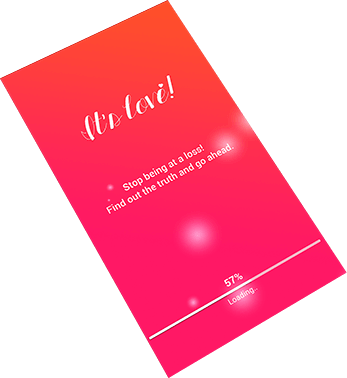 It's love!
Stop being at a loss!
Find out the truth and go ahead.
57%
Loading..